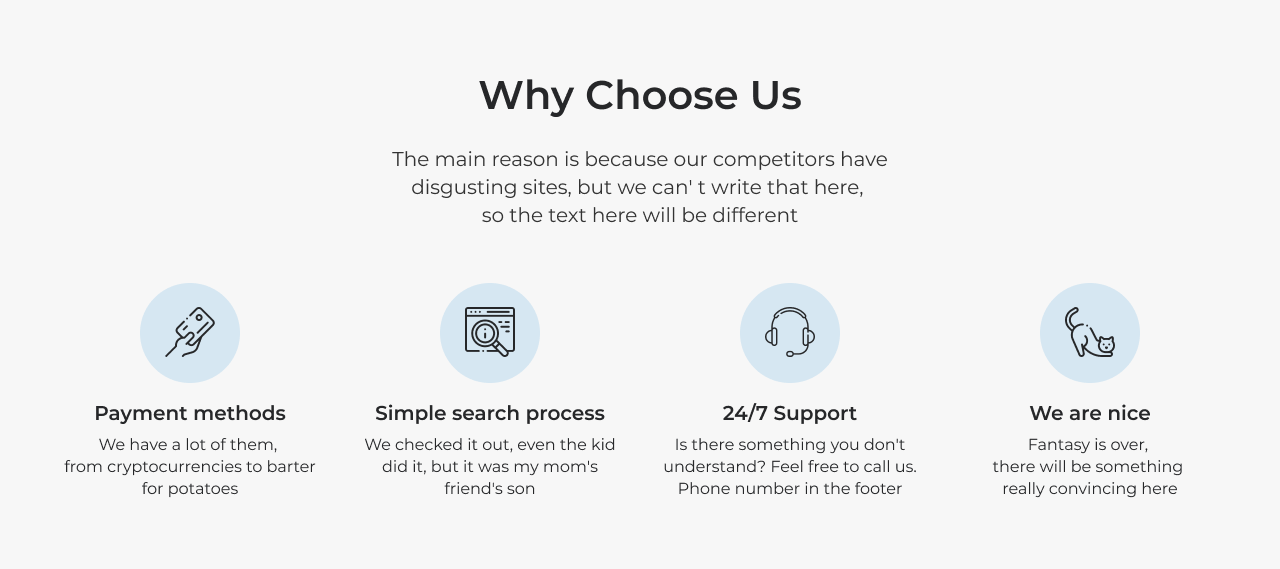 Why Choose Us
The main reason is because our competitors have
disgusting sites, but we can' t write that here,
so the text here will be different
Payment methods
We have a lot of them,
from cryptocurrencies to barter
for potatoes
Simple search process
We checked it out, even the kid
did it, but it was my mom's
friend's son
24/7 Support
Is there something you don't
understand? Feel free to call us.
Phone number in the footer
We are nice
Fantasy is over,
there will be something
really convincing here